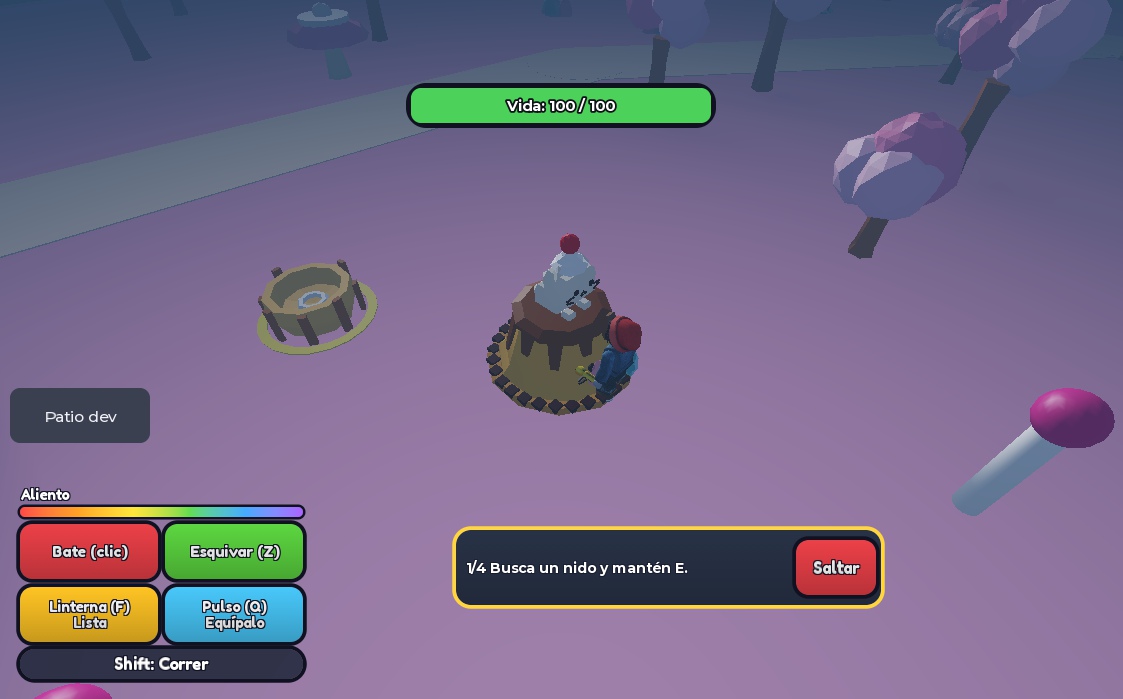 Vida: 100 / 100
Patio dev
Aliento
Bate (clic)
Esquivar (Z)
Linterna (F)
Lista
Pulso (Q)
Equípalo
Shift: Correr
1/4 Busca un nido y mantén E.
Saltar